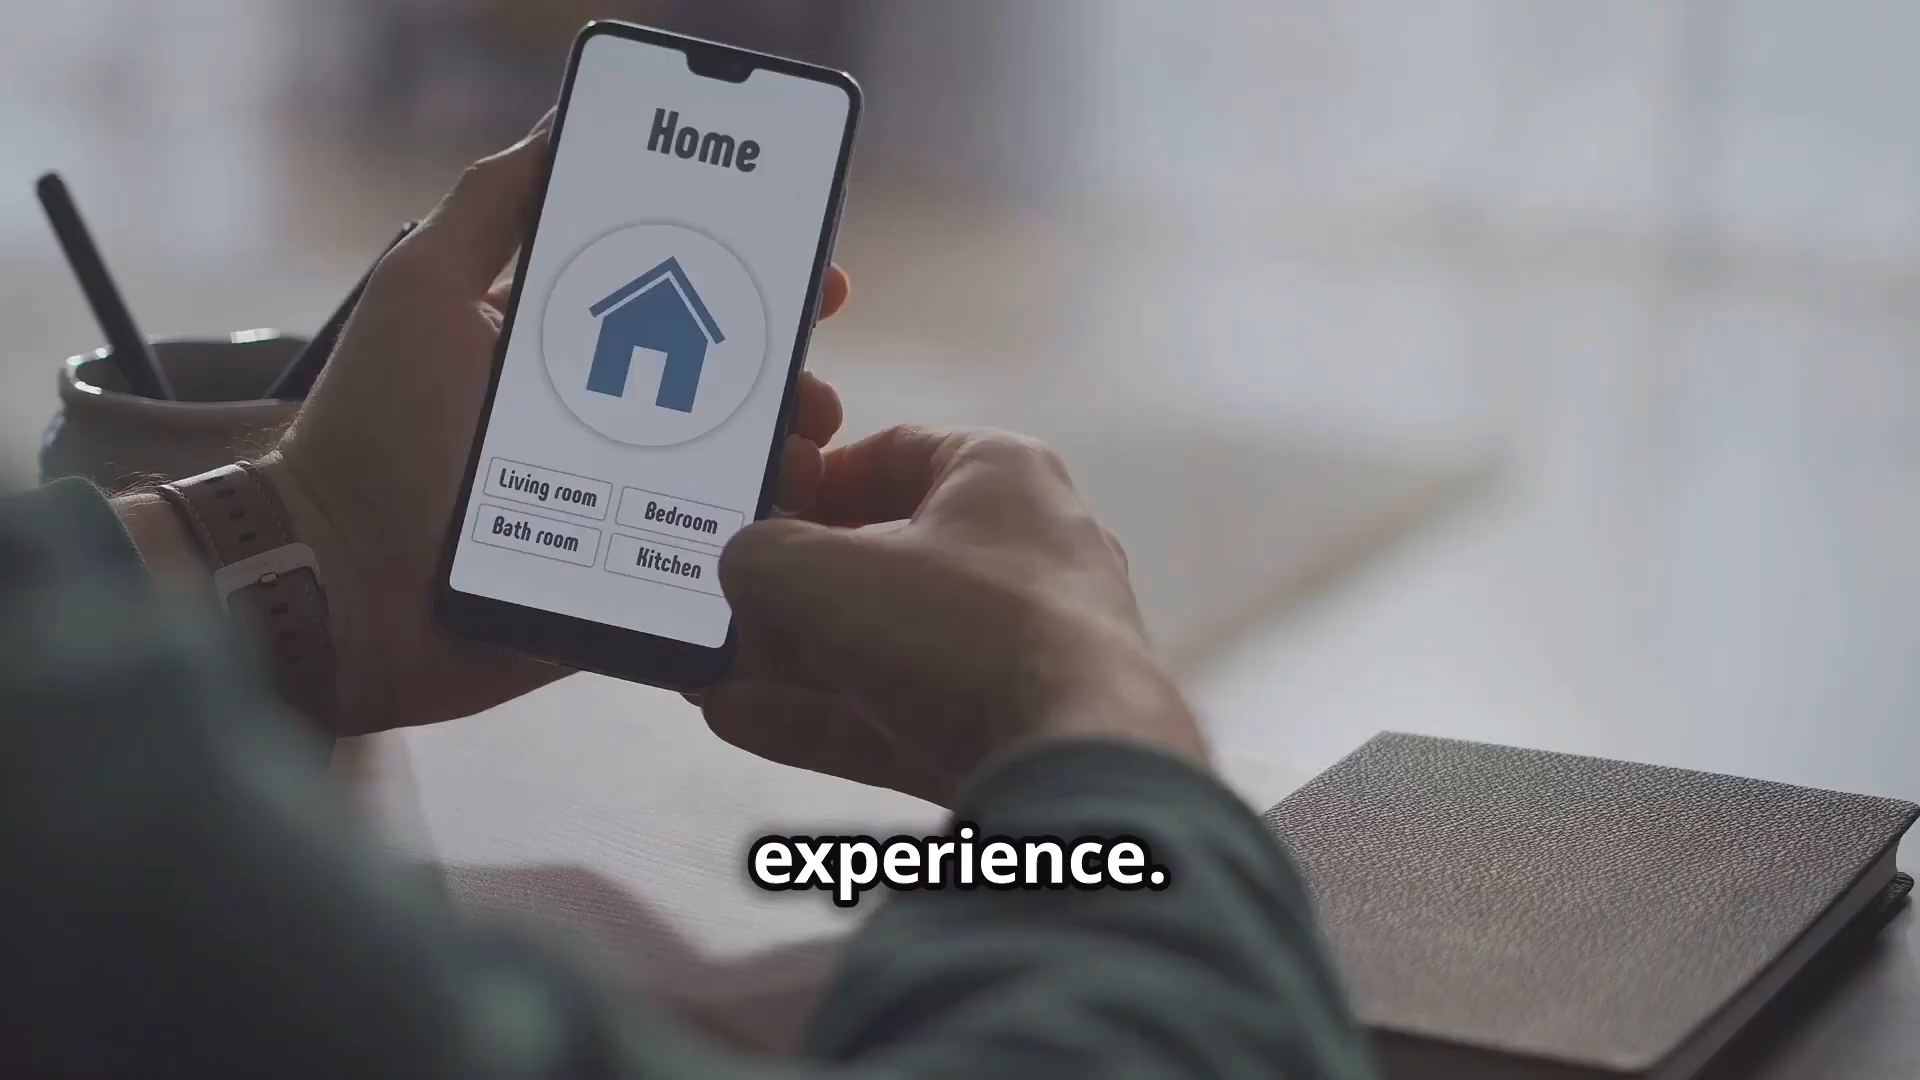 Home
Living room
Bedroom
Bath room
Kitchen
experience.